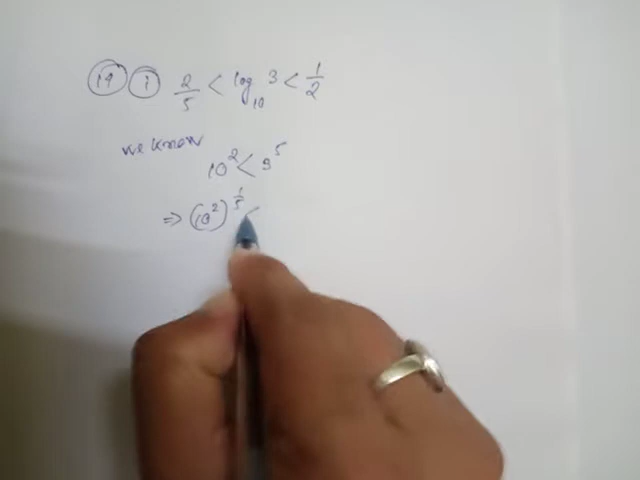 14 i 2/5 < log₁₀ 3 < 1/2
we know
10² < 3⁵
⇒ (10²)^(1/5) <